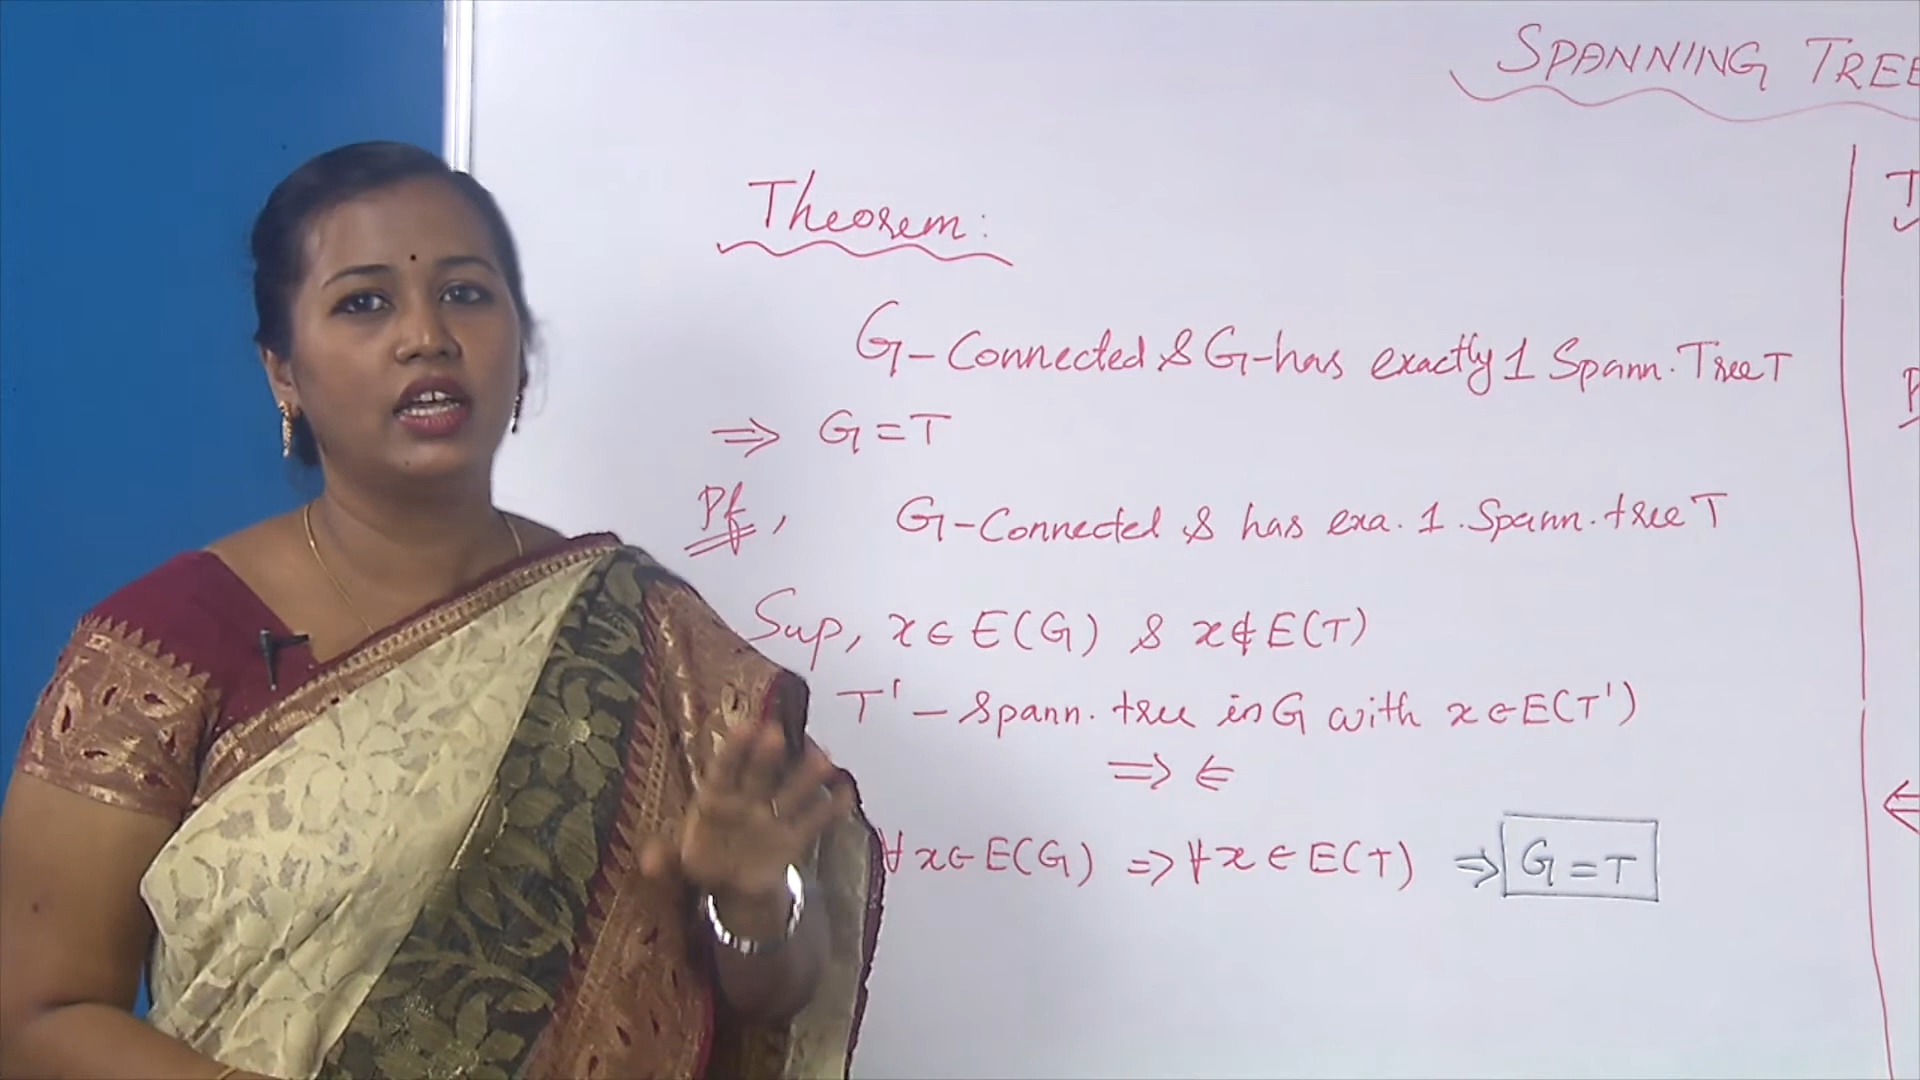 SPANNING TREE
Theorem:
G-Connected & G-has exactly 1 Spann. Tree T
⇒ G=T
Pf, G-Connected & has exa. 1. Spann. tree T
Sup, x∈E(G) & x∉E(T)
T' - spann. tree in G with x∈E(T')
⇒⇐
∀x∈E(G) ⇒ ∀x∈E(T) ⇒ G=T